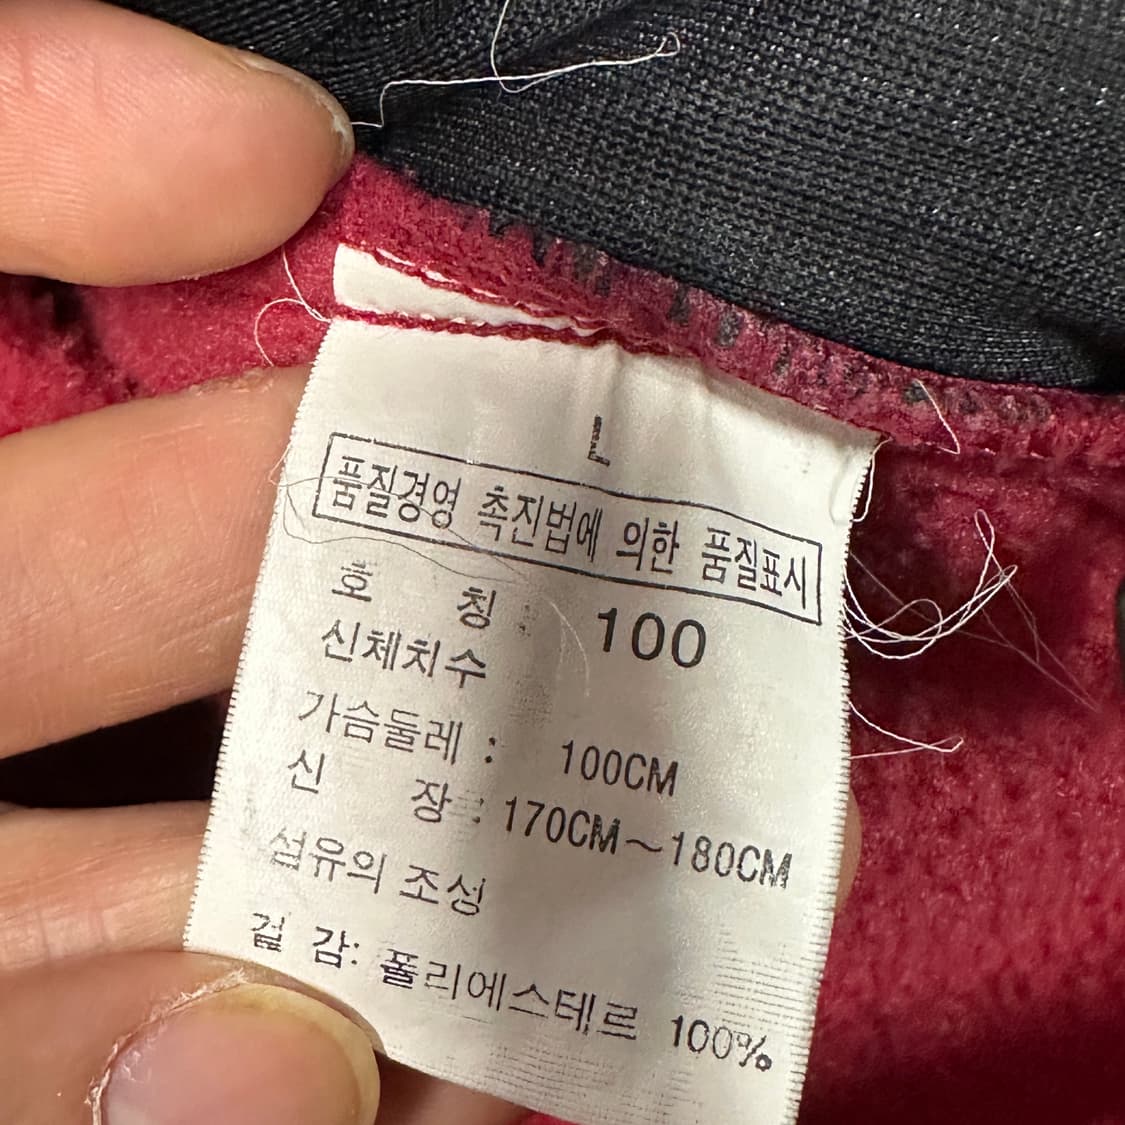 L
품질경영 촉진법에 의한 품질표시
호 칭: 100
신체치수
가슴둘레 : 100CM
신 장: 170CM~180CM
섬유의 조성
겉 감: 폴리에스테르 100%